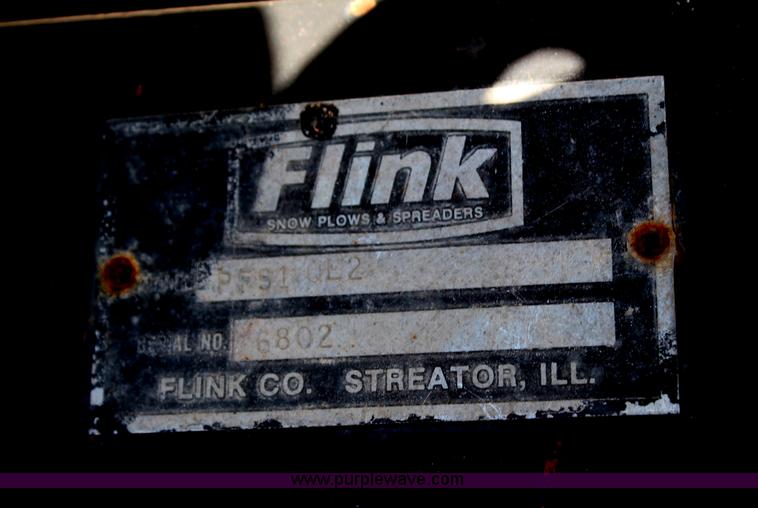 Flink
SNOW PLOWS & SPREADERS
SERIAL NO. 6802
FLINK CO. STREATOR, ILL.
www.purplewave.com